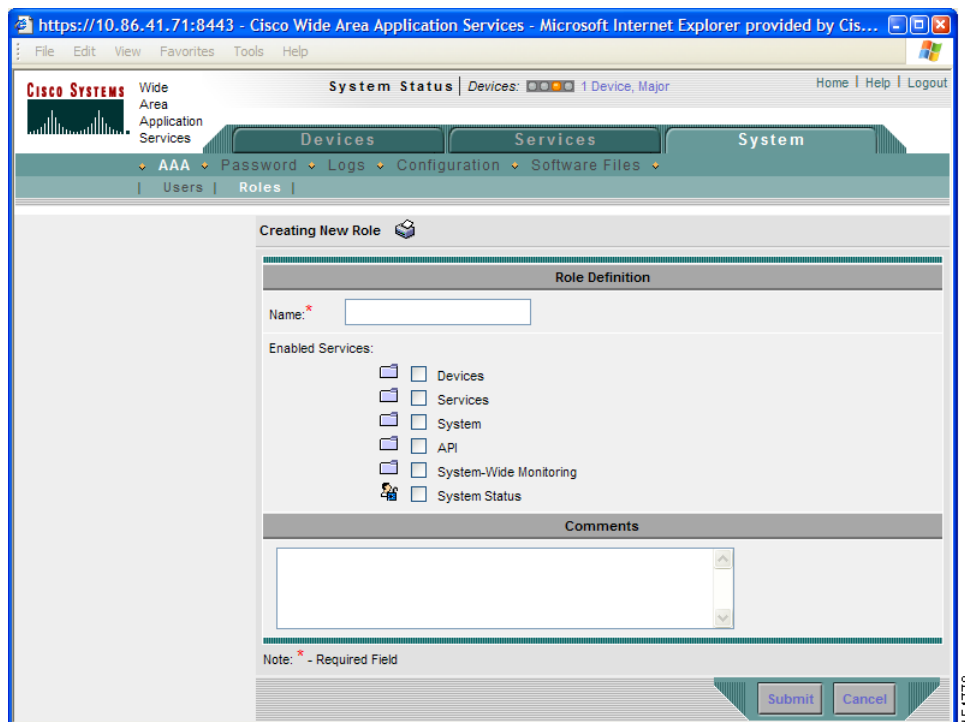 https://10.86.41.71:8443 - Cisco Wide Area Application Services - Microsoft Internet Explorer provided by Cis...
File Edit View Favorites Tools Help
CISCO SYSTEMS
Wide
Area
Application
Services
System Status | Devices: 1 Device, Major
Home | Help | Logout
Devices Services System
AAA Password Logs Configuration Software Files
| Users | Roles |
Creating New Role
Role Definition
Name:*
Enabled Services:
Devices
Services
System
API
System-Wide Monitoring
System Status
Comments
Note: * - Required Field
Submit Cancel